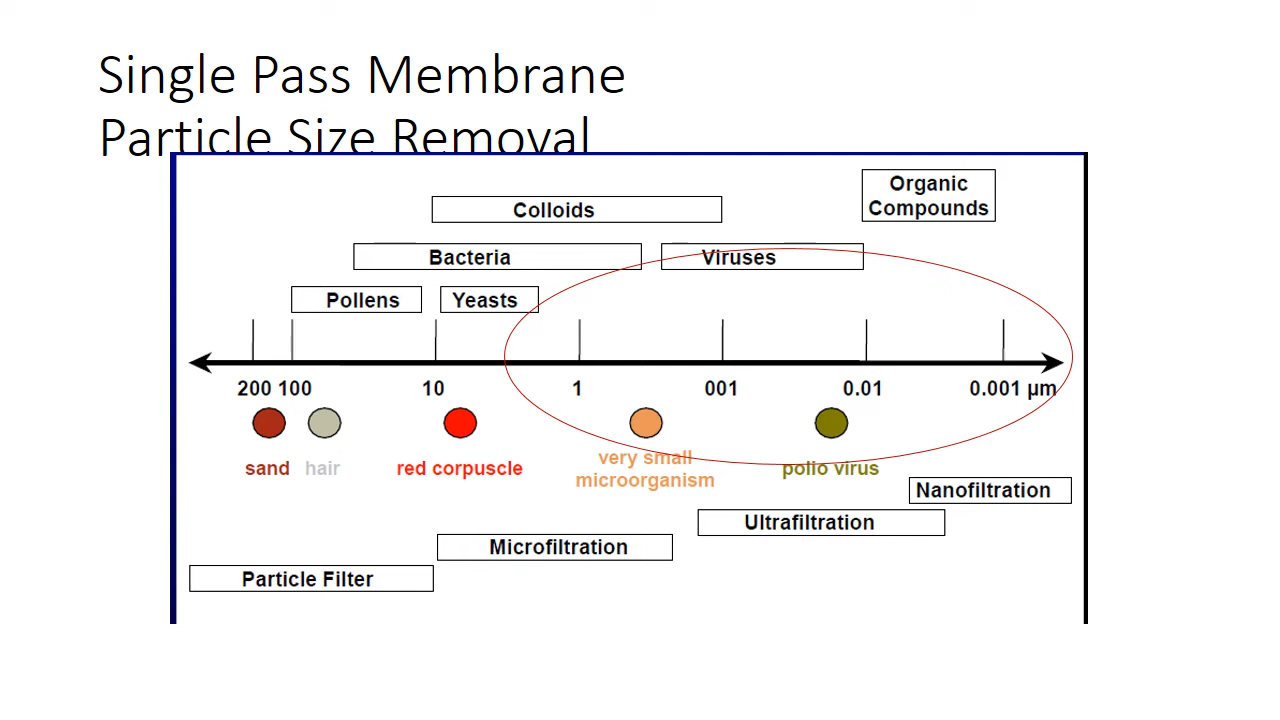 Single Pass Membrane
Particle Size Removal
Organic
Compounds
Colloids
Bacteria
Viruses
Pollens
Yeasts
200 100 10 1 001 0.01 0.001 µm
sand hair red corpuscle very small
microorganism
polio virus
Nanofiltration
Ultrafiltration
Microfiltration
Particle Filter